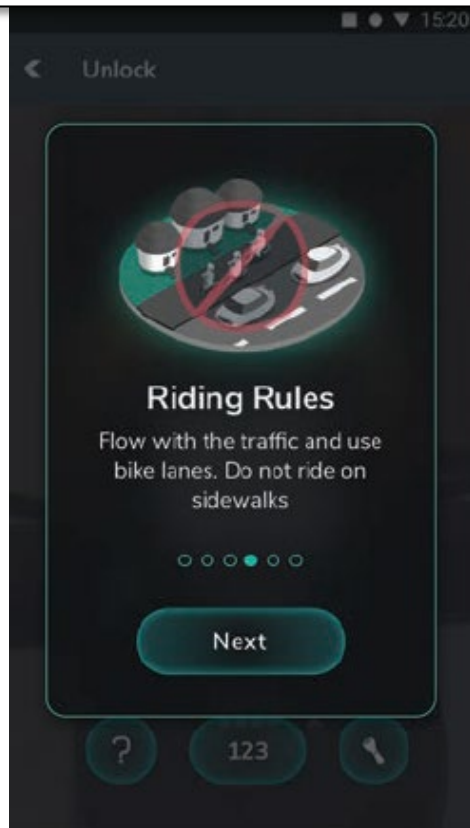 15:20
Unlock
Riding Rules
Flow with the traffic and use
bike lanes. Do not ride on
sidewalks
Next
?
123